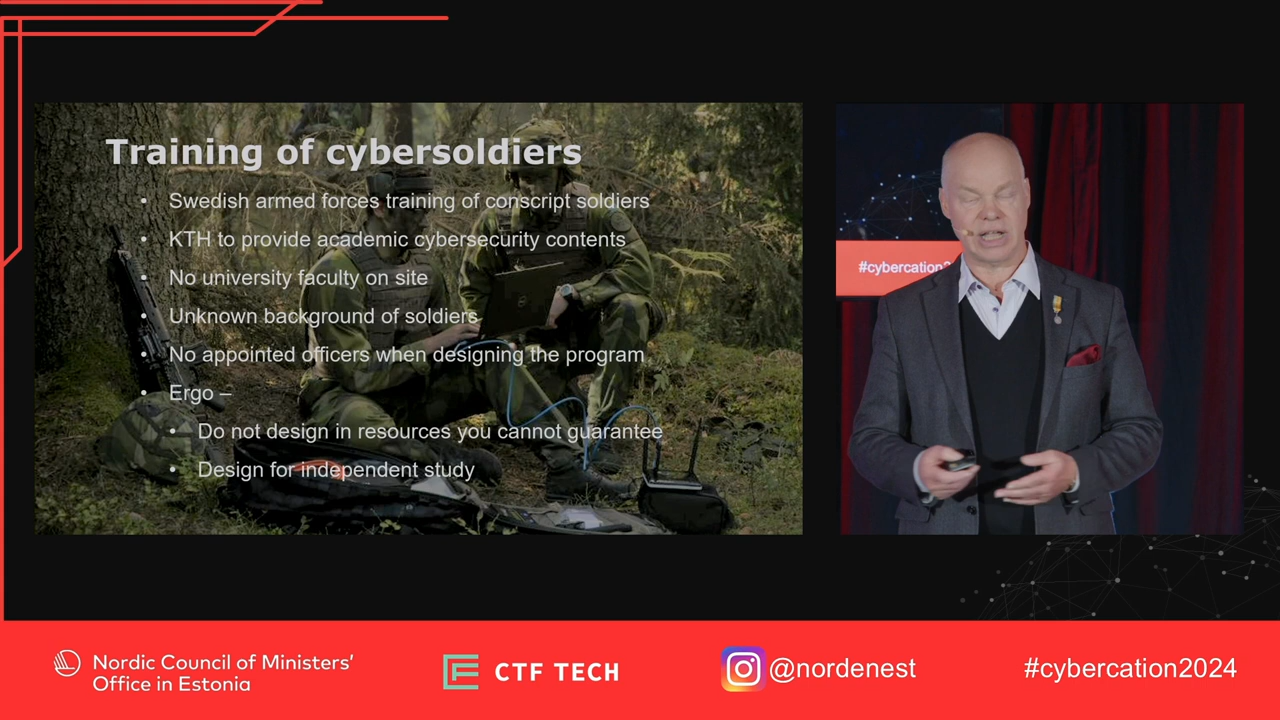 Training of cybersoldiers
• Swedish armed forces training of conscript soldiers
• KTH to provide academic cybersecurity contents
• No university faculty on site
• Unknown background of soldiers
• No appointed officers when designing the program
• Ergo –
• Do not design in resources you cannot guarantee
• Design for independent study
#cybercation2
Nordic Council of Ministers'
Office in Estonia
CTF TECH
@nordenest
#cybercation2024